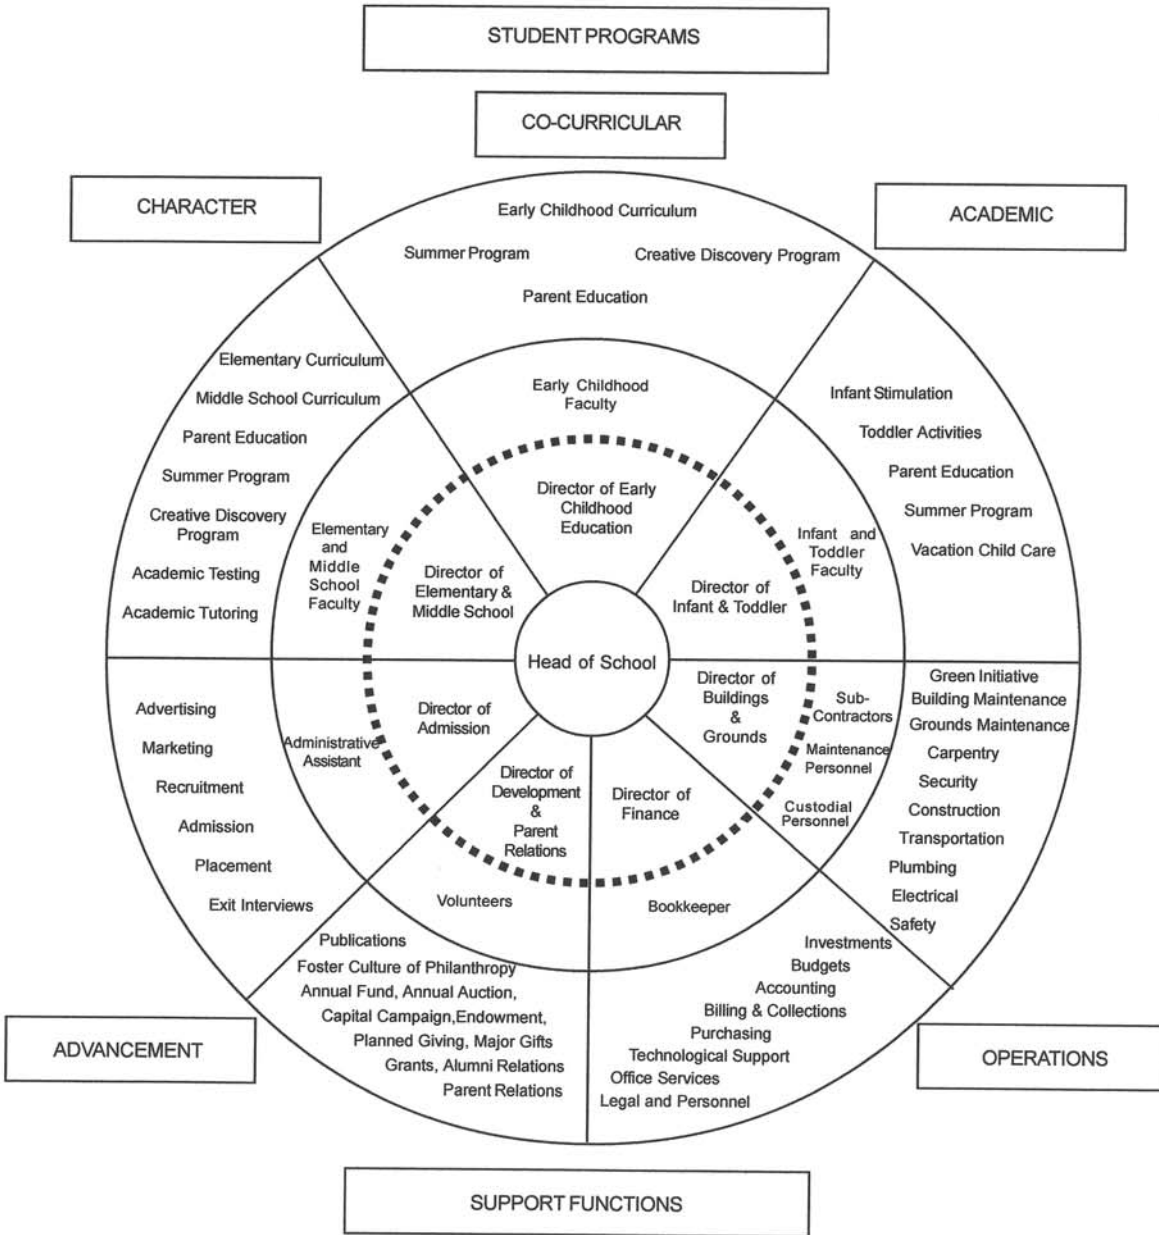 STUDENT PROGRAMS
CO-CURRICULAR
CHARACTER
ACADEMIC
Early Childhood Curriculum
Summer Program
Creative Discovery Program
Parent Education
Early Childhood
Faculty
Director of Early
Childhood
Education
Elementary Curriculum
Middle School Curriculum
Parent Education
Summer Program
Creative Discovery
Program
Academic Testing
Academic Tutoring
Elementary
and
Middle
School
Faculty
Director of
Elementary &
Middle School
Infant Stimulation
Toddler Activities
Parent Education
Summer Program
Vacation Child Care
Infant and
Toddler
Faculty
Director of
Infant & Toddler
Head of School
Advertising
Marketing
Recruitment
Admission
Placement
Exit Interviews
Administrative
Assistant
Director of
Admission
Director of
Development
&
Parent
Relations
Volunteers
Publications
Foster Culture of Philanthropy
Annual Fund, Annual Auction,
Capital Campaign,Endowment,
Planned Giving, Major Gifts
Grants, Alumni Relations
Parent Relations
Director of
Finance
Bookkeeper
Investments
Budgets
Accounting
Billing & Collections
Purchasing
Technological Support
Office Services
Legal and Personnel
Director of
Buildings
&
Grounds
Sub-
Contractors
Maintenance
Personnel
Custodial
Personnel
Green Initiative
Building Maintenance
Grounds Maintenance
Carpentry
Security
Construction
Transportation
Plumbing
Electrical
Safety
ADVANCEMENT
OPERATIONS
SUPPORT FUNCTIONS